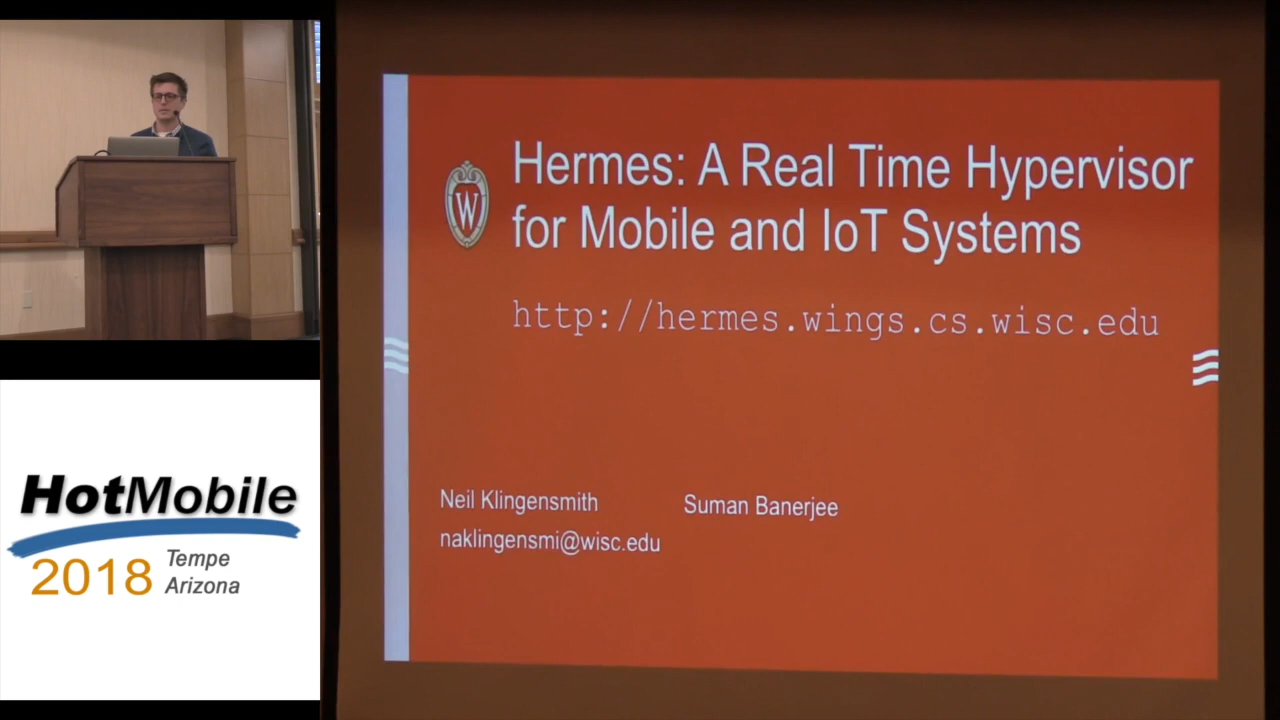 Hermes: A Real Time Hypervisor
for Mobile and IoT Systems
W
http://hermes.wings.cs.wisc.edu
Neil Klingensmith
Suman Banerjee
naklingensmi@wisc.edu
HotMobile
2018
Tempe
Arizona